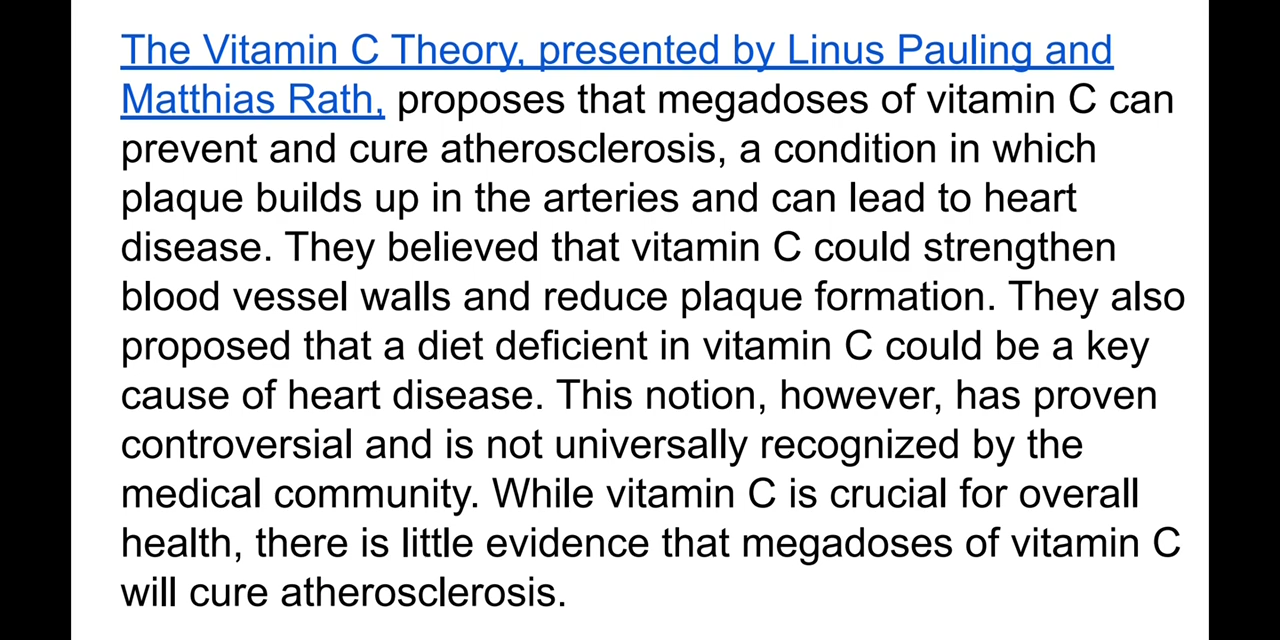 The Vitamin C Theory, presented by Linus Pauling and
Matthias Rath, proposes that megadoses of vitamin C can
prevent and cure atherosclerosis, a condition in which
plaque builds up in the arteries and can lead to heart
disease. They believed that vitamin C could strengthen
blood vessel walls and reduce plaque formation. They also
proposed that a diet deficient in vitamin C could be a key
cause of heart disease. This notion, however, has proven
controversial and is not universally recognized by the
medical community. While vitamin C is crucial for overall
health, there is little evidence that megadoses of vitamin C
will cure atherosclerosis.